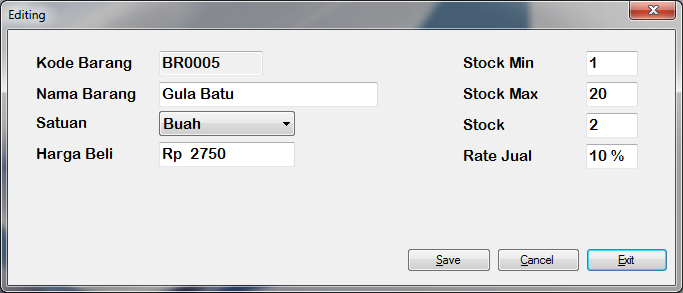 Editing
Kode Barang BR0005 Stock Min 1
Nama Barang Gula Batu Stock Max 20
Satuan Buah Stock 2
Harga Beli Rp 2750 Rate Jual 10 %
Save Cancel Exit